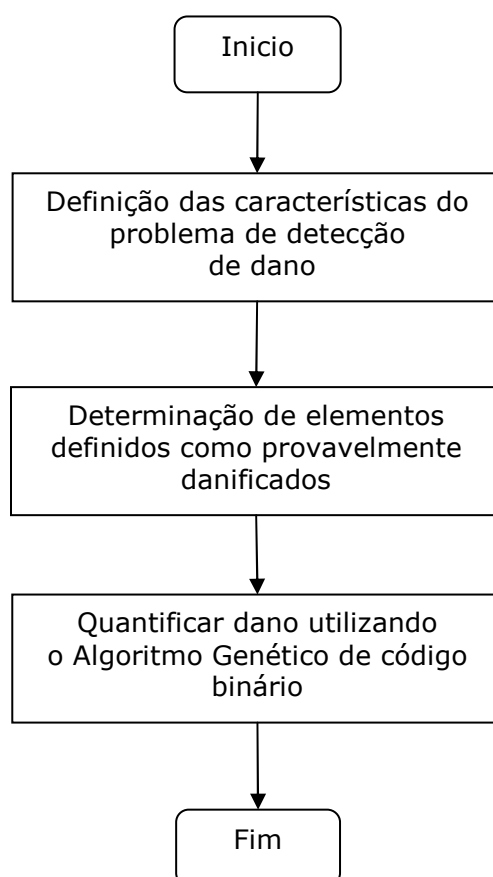 Inicio
Definição das características do
problema de detecção
de dano
Determinação de elementos
definidos como provavelmente
danificados
Quantificar dano utilizando
o Algoritmo Genético de código
binário
Fim